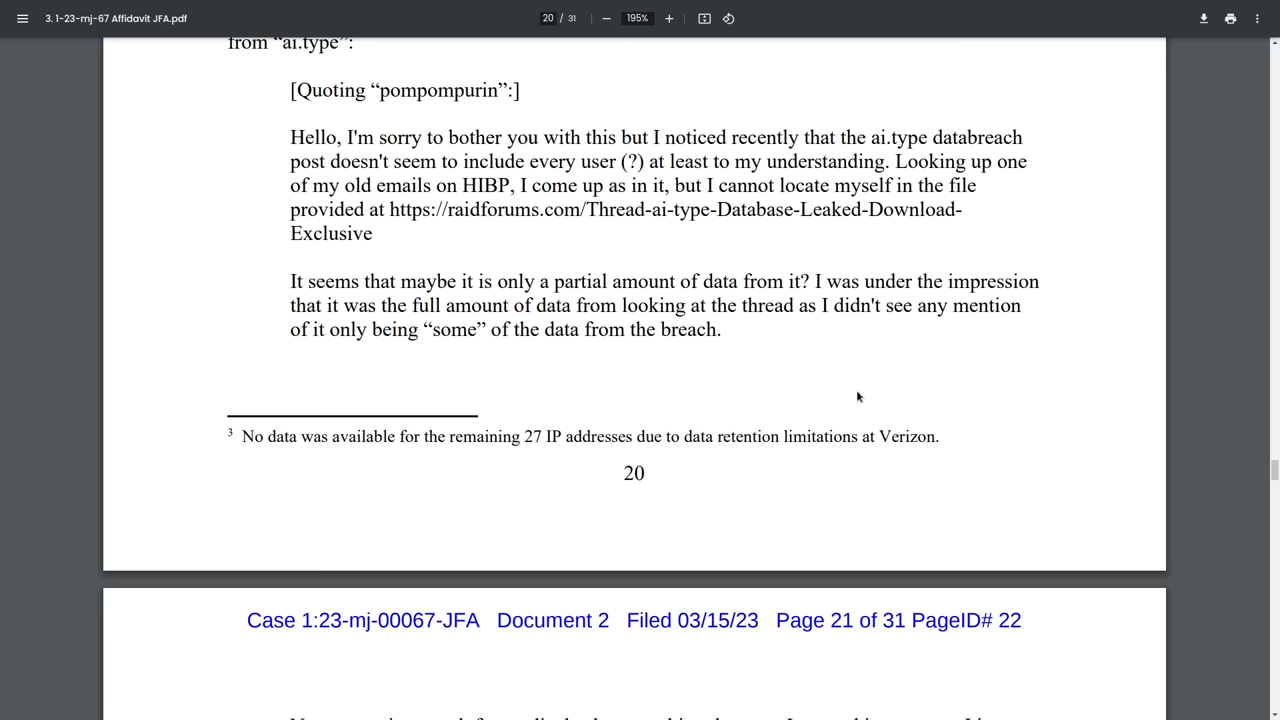 3. 1-23-mj-67 Affidavit JFA.pdf
20 / 31
195%
from “ai.type”:
[Quoting “pompompurin”:]
Hello, I'm sorry to bother you with this but I noticed recently that the ai.type databreach
post doesn't seem to include every user (?) at least to my understanding. Looking up one
of my old emails on HIBP, I come up as in it, but I cannot locate myself in the file
provided at https://raidforums.com/Thread-ai-type-Database-Leaked-Download-
Exclusive
It seems that maybe it is only a partial amount of data from it? I was under the impression
that it was the full amount of data from looking at the thread as I didn't see any mention
of it only being “some” of the data from the breach.
3 No data was available for the remaining 27 IP addresses due to data retention limitations at Verizon.
20
Case 1:23-mj-00067-JFA Document 2 Filed 03/15/23 Page 21 of 31 PageID# 22